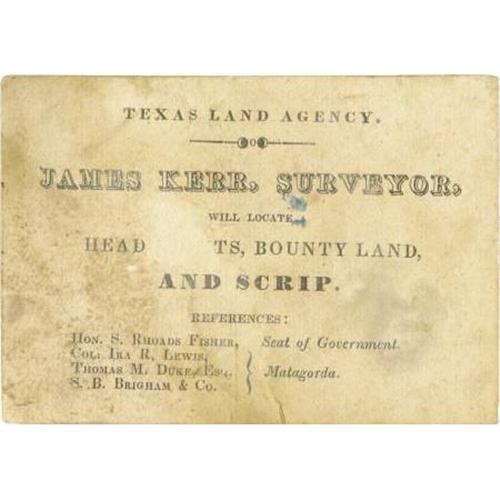 TEXAS LAND AGENCY.
JAMES KERR, SURVEYOR,
WILL LOCATE
HEAD TS, BOUNTY LAND,
AND SCRIP.
REFERENCES:
HON. S. RHOADS FISHER, Seat of Government.
COL. IRA R. LEWIS,
THOMAS M. DUKE, ESQ. Matagorda.
S. B. BRIGHAM & CO.